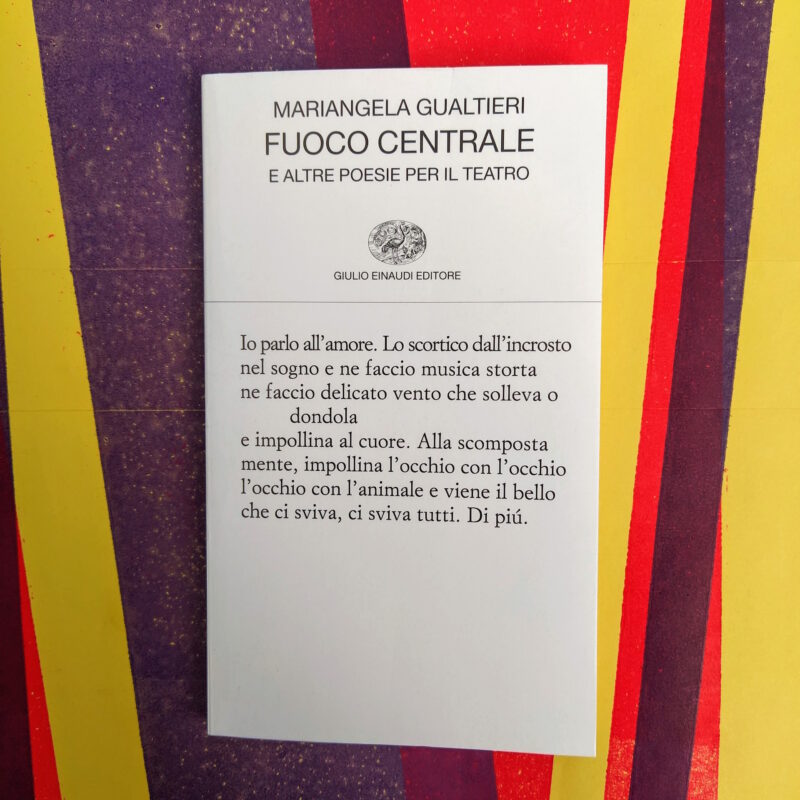 MARIANGELA GUALTIERI
FUOCO CENTRALE
E ALTRE POESIE PER IL TEATRO
GIULIO EINAUDI EDITORE
Io parlo all'amore. Lo scortico dall'incrosto
nel sogno e ne faccio musica storta
ne faccio delicato vento che solleva o
dondola
e impollina al cuore. Alla scomposta
mente, impollina l'occhio con l'occhio
l'occhio con l'animale e viene il bello
che ci sviva, ci sviva tutti. Di piú.